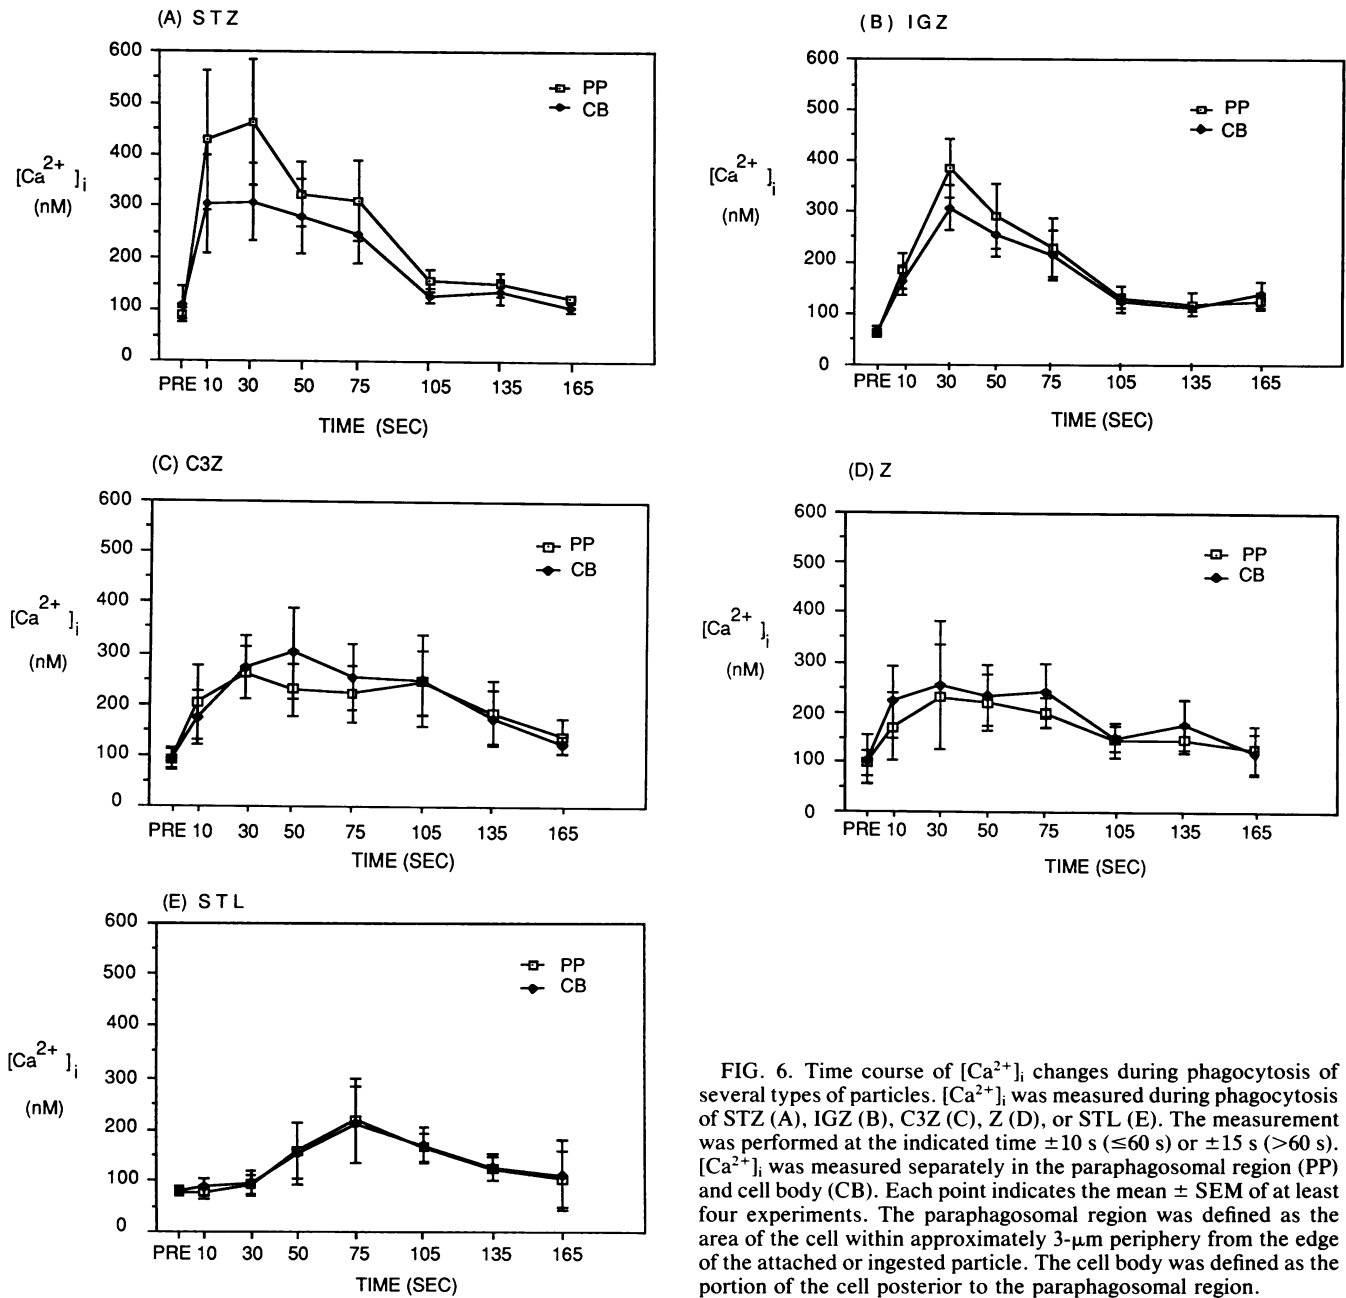 (A) S T Z
600
500
400
300
200
100
0
[Ca2+]i
(nM)
PP
CB
PRE 10 30 50 75 105 135 165
TIME (SEC)
(B) I G Z
600
500
400
300
200
100
0
[Ca2+]i
(nM)
PP
CB
PRE 10 30 50 75 105 135 165
TIME (SEC)
(C) C3Z
600
500
400
300
200
100
0
[Ca2+]i
(nM)
PP
CB
PRE 10 30 50 75 105 135 165
TIME (SEC)
(D) Z
600
500
400
300
200
100
0
[Ca2+]i
(nM)
PP
CB
PRE 10 30 50 75 105 135 165
TIME (SEC)
(E) S T L
600
500
400
300
200
100
0
[Ca2+]i
(nM)
PP
CB
PRE 10 30 50 75 105 135 165
TIME (SEC)
FIG. 6. Time course of [Ca2+]i changes during phagocytosis of
several types of particles. [Ca2+]i was measured during phagocytosis
of STZ (A), IGZ (B), C3Z (C), Z (D), or STL (E). The measurement
was performed at the indicated time ±10 s (≤60 s) or ±15 s (>60 s).
[Ca2+]i was measured separately in the paraphagosomal region (PP)
and cell body (CB). Each point indicates the mean ± SEM of at least
four experiments. The paraphagosomal region was defined as the
area of the cell within approximately 3-μm periphery from the edge
of the attached or ingested particle. The cell body was defined as the
portion of the cell posterior to the paraphagosomal region.